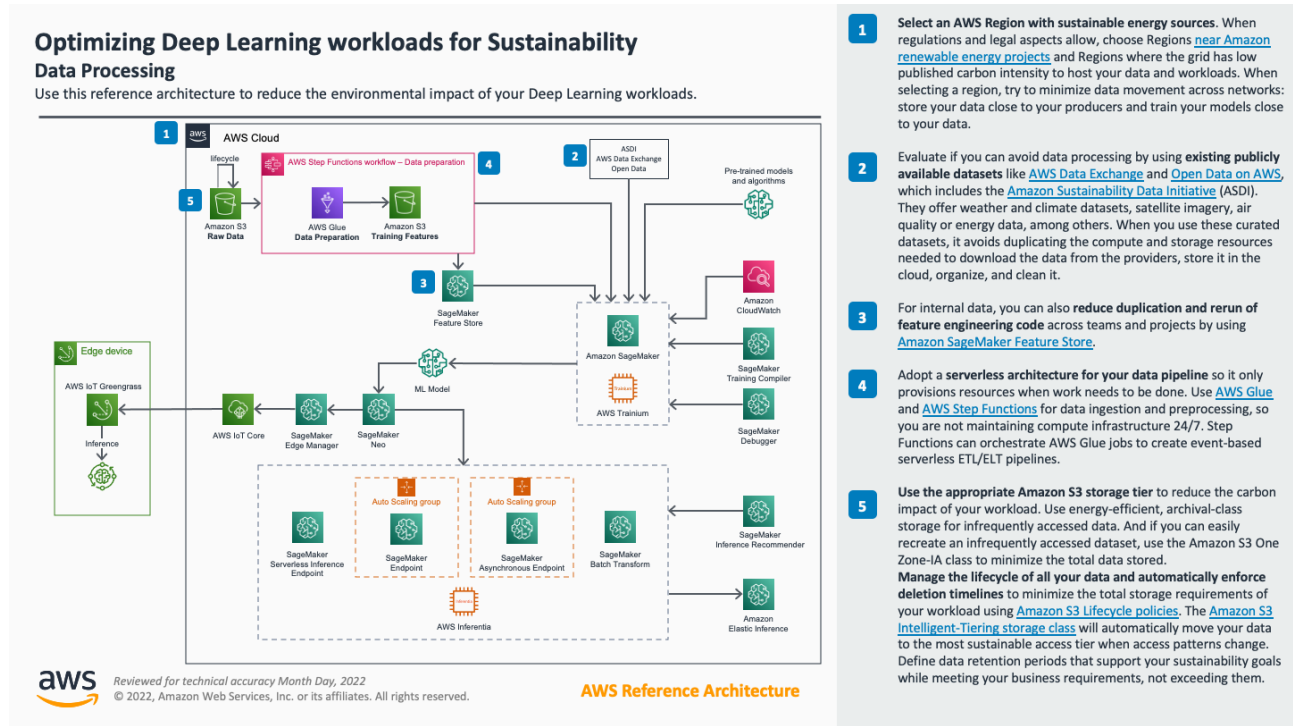 Optimizing Deep Learning workloads for Sustainability
Data Processing
Use this reference architecture to reduce the environmental impact of your Deep Learning workloads.
1
aws
AWS Cloud
lifecycle
5
Amazon S3
Raw Data
AWS Step Functions workflow – Data preparation
4
AWS Glue
Data Preparation
Amazon S3
Training Features
2
ASDI
AWS Data Exchange
Open Data
Pre-trained models
and algorithms
3
SageMaker
Feature Store
Amazon
CloudWatch
Amazon SageMaker
Trainium
AWS Trainium
SageMaker
Training Compiler
SageMaker
Debugger
ML Model
Edge device
AWS IoT Greengrass
Inference
AWS IoT Core
SageMaker
Edge Manager
SageMaker
Neo
Auto Scaling group
Auto Scaling group
SageMaker
Serverless Inference
Endpoint
SageMaker
Endpoint
SageMaker
Asynchronous Endpoint
SageMaker
Batch Transform
SageMaker
Inference Recommender
AWS Inferentia
Amazon
Elastic Inference
aws
Reviewed for technical accuracy Month Day, 2022
© 2022, Amazon Web Services, Inc. or its affiliates. All rights reserved.
AWS Reference Architecture
1
Select an AWS Region with sustainable energy sources. When
regulations and legal aspects allow, choose Regions near Amazon
renewable energy projects and Regions where the grid has low
published carbon intensity to host your data and workloads. When
selecting a region, try to minimize data movement across networks:
store your data close to your producers and train your models close
to your data.
2
Evaluate if you can avoid data processing by using existing publicly
available datasets like AWS Data Exchange and Open Data on AWS,
which includes the Amazon Sustainability Data Initiative (ASDI).
They offer weather and climate datasets, satellite imagery, air
quality or energy data, among others. When you use these curated
datasets, it avoids duplicating the compute and storage resources
needed to download the data from the providers, store it in the
cloud, organize, and clean it.
3
For internal data, you can also reduce duplication and rerun of
feature engineering code across teams and projects by using
Amazon SageMaker Feature Store.
4
Adopt a serverless architecture for your data pipeline so it only
provisions resources when work needs to be done. Use AWS Glue
and AWS Step Functions for data ingestion and preprocessing, so
you are not maintaining compute infrastructure 24/7. Step
Functions can orchestrate AWS Glue jobs to create event-based
serverless ETL/ELT pipelines.
5
Use the appropriate Amazon S3 storage tier to reduce the carbon
impact of your workload. Use energy-efficient, archival-class
storage for infrequently accessed data. And if you can easily
recreate an infrequently accessed dataset, use the Amazon S3 One
Zone-IA class to minimize the total data stored.
Manage the lifecycle of all your data and automatically enforce
deletion timelines to minimize the total storage requirements of
your workload using Amazon S3 Lifecycle policies. The Amazon S3
Intelligent-Tiering storage class will automatically move your data
to the most sustainable access tier when access patterns change.
Define data retention periods that support your sustainability goals
while meeting your business requirements, not exceeding them.